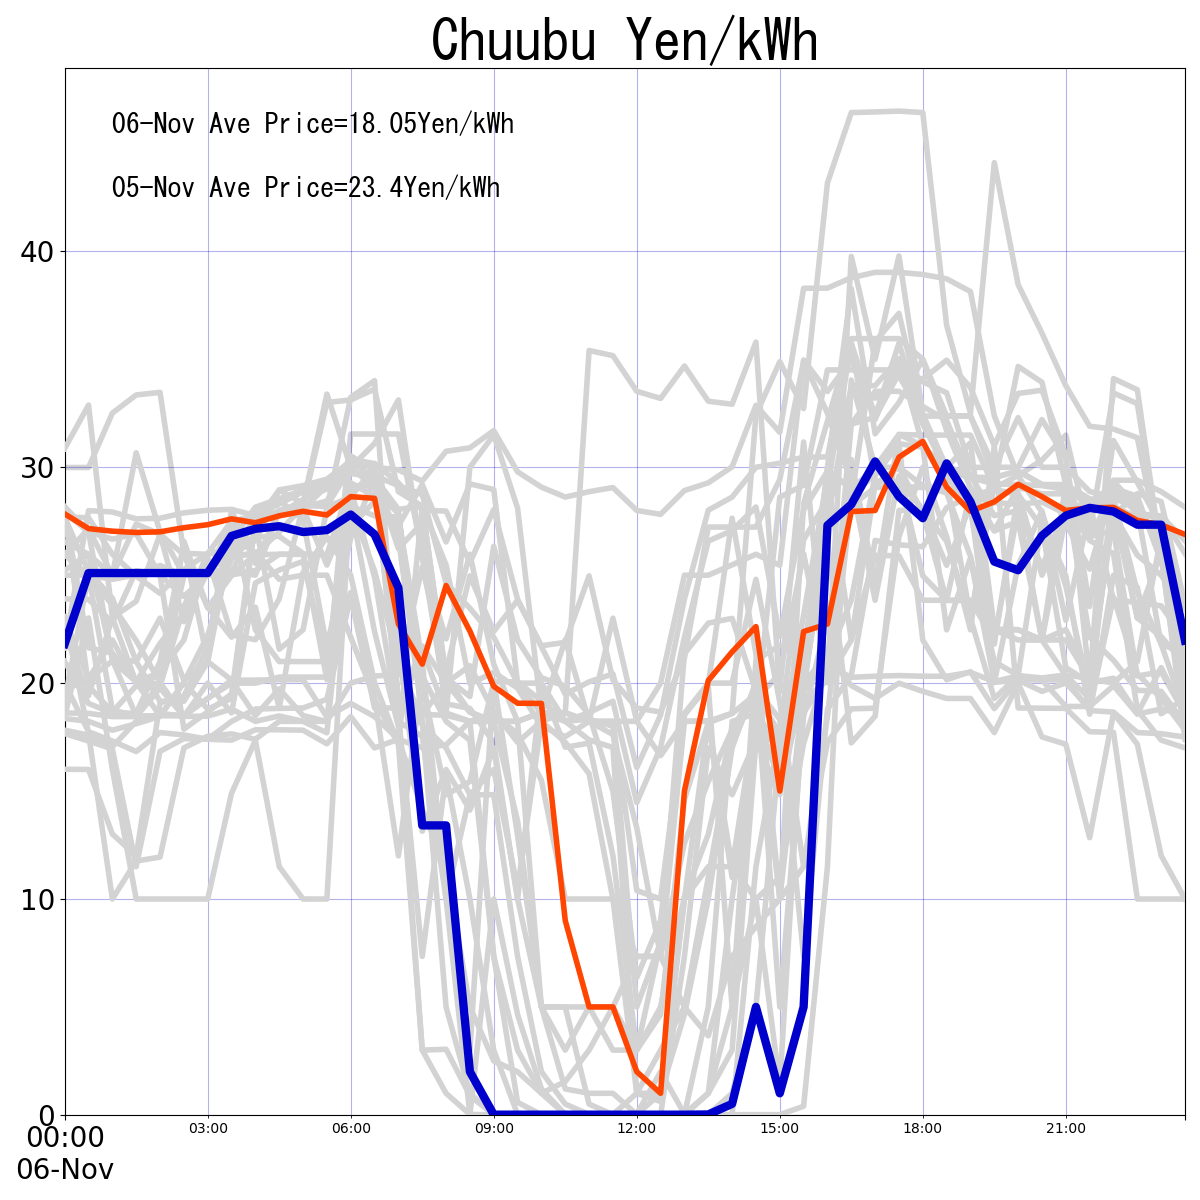 Chuubu Yen/kWh
06-Nov Ave Price=18.05Yen/kWh
05-Nov Ave Price=23.4Yen/kWh
40
30
20
10
0
00:00 03:00 06:00 09:00 12:00 15:00 18:00 21:00
06-Nov